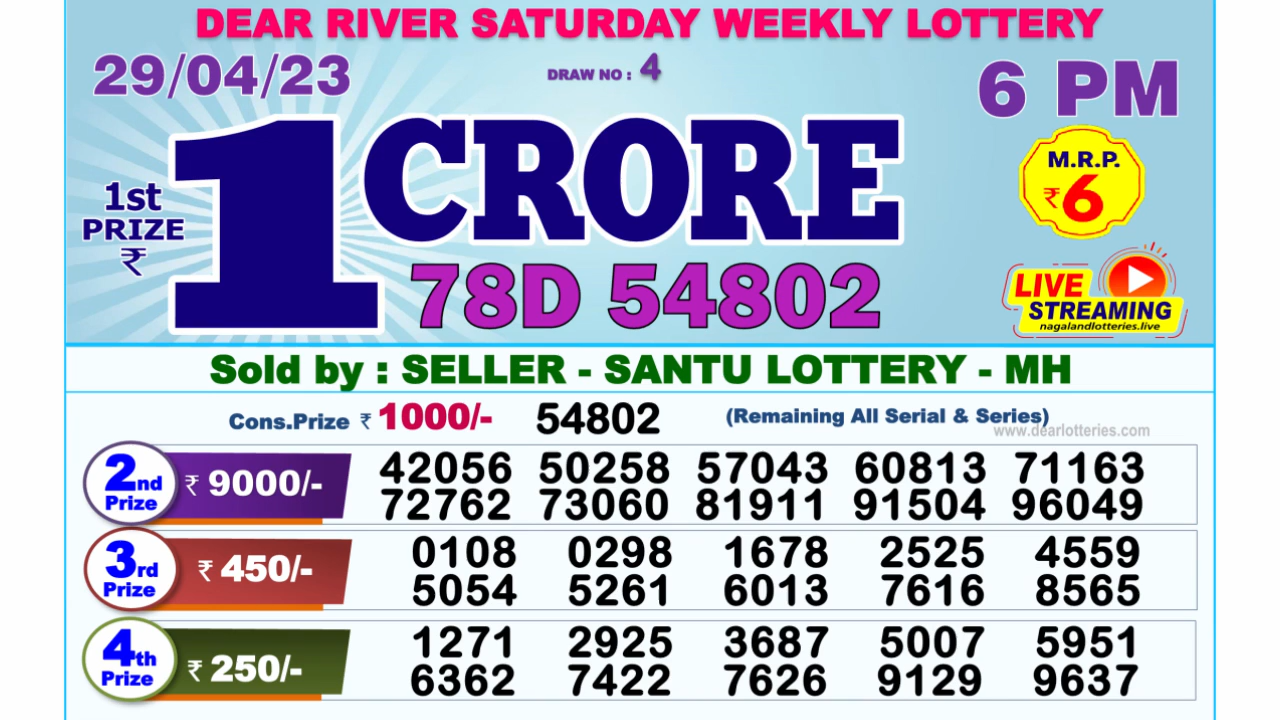 DEAR RIVER SATURDAY WEEKLY LOTTERY
29/04/23
DRAW NO : 4
6 PM
1st
PRIZE
₹
1 CRORE
78D 54802
M.R.P.
₹6
LIVE
STREAMING
nagalandlotteries.live
Sold by : SELLER - SANTU LOTTERY - MH
Cons.Prize ₹ 1000/- 54802 (Remaining All Serial & Series)
www.dearlotteries.com
2nd
Prize
₹ 9000/-
42056 50258 57043 60813 71163
72762 73060 81911 91504 96049
3rd
Prize
₹ 450/-
0108 0298 1678 2525 4559
5054 5261 6013 7616 8565
4th
Prize
₹ 250/-
1271 2925 3687 5007 5951
6362 7422 7626 9129 9637